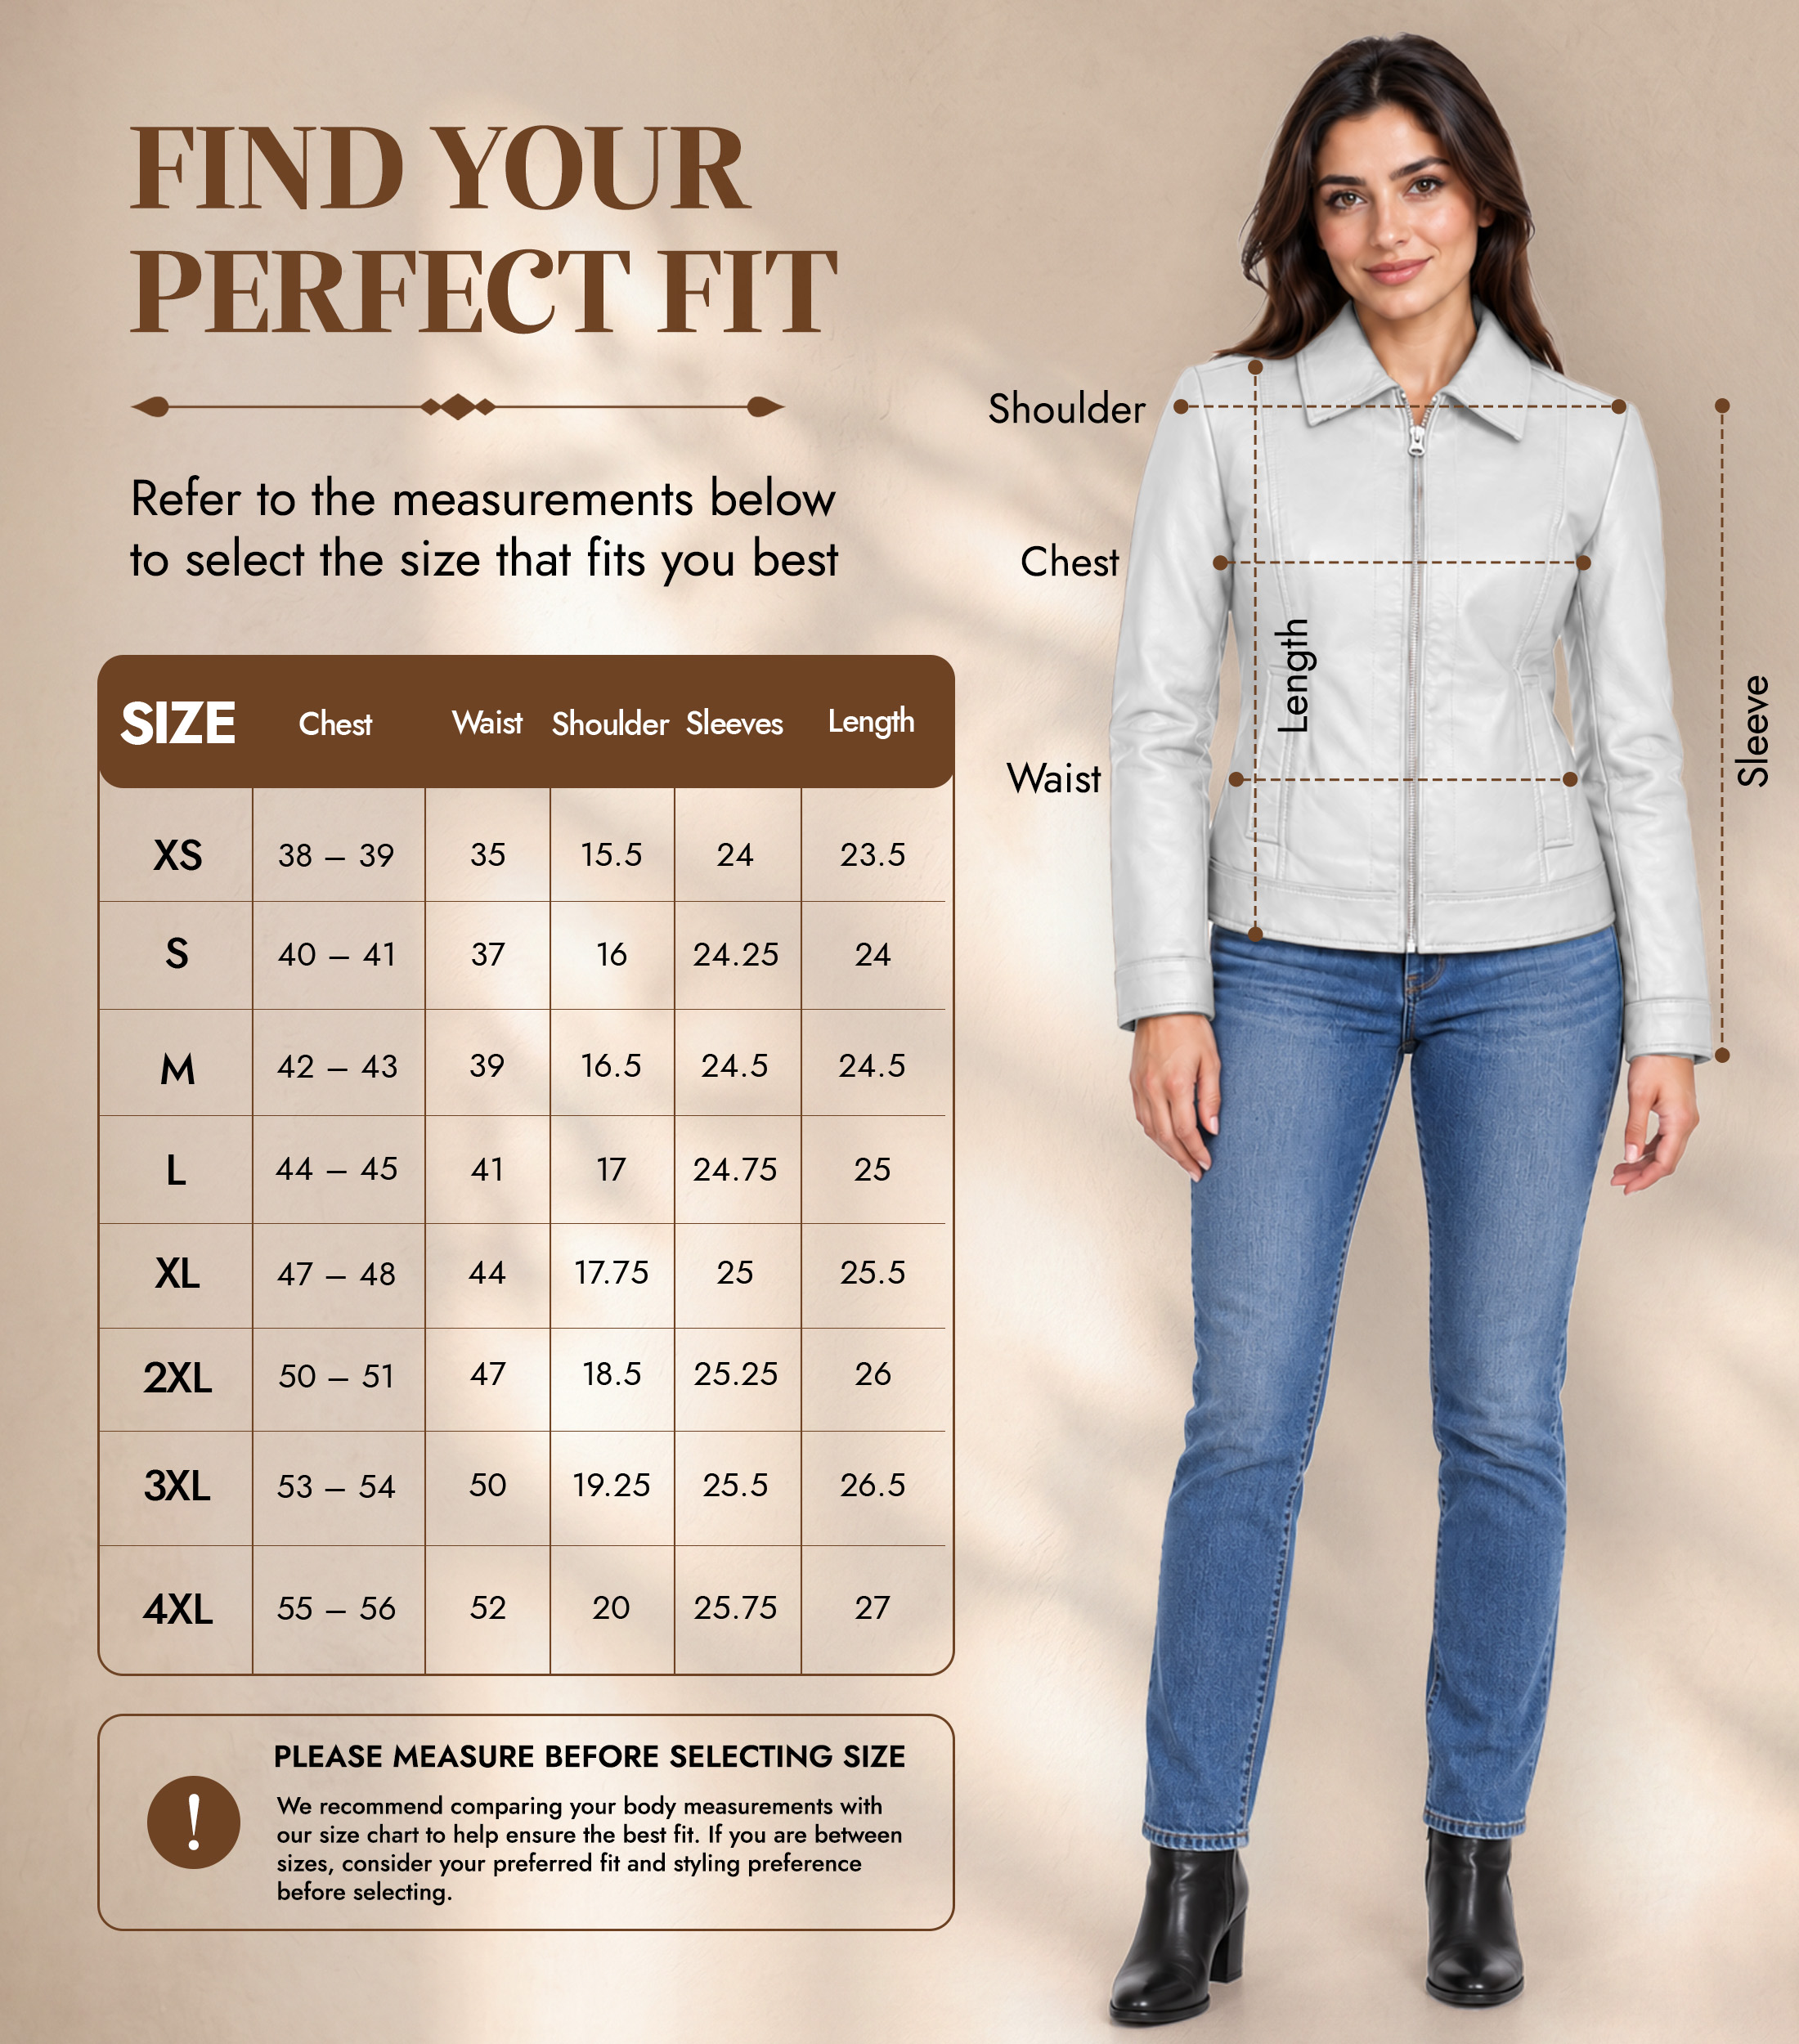 FIND YOUR
PERFECT FIT
Refer to the measurements below
to select the size that fits you best
SIZE Chest Waist Shoulder Sleeves Length
XS 38 – 39 35 15.5 24 23.5
S 40 – 41 37 16 24.25 24
M 42 – 43 39 16.5 24.5 24.5
L 44 – 45 41 17 24.75 25
XL 47 – 48 44 17.75 25 25.5
2XL 50 – 51 47 18.5 25.25 26
3XL 53 – 54 50 19.25 25.5 26.5
4XL 55 – 56 52 20 25.75 27
!
PLEASE MEASURE BEFORE SELECTING SIZE
We recommend comparing your body measurements with
our size chart to help ensure the best fit. If you are between
sizes, consider your preferred fit and styling preference
before selecting.
Shoulder
Chest
Length
Waist
Sleeve